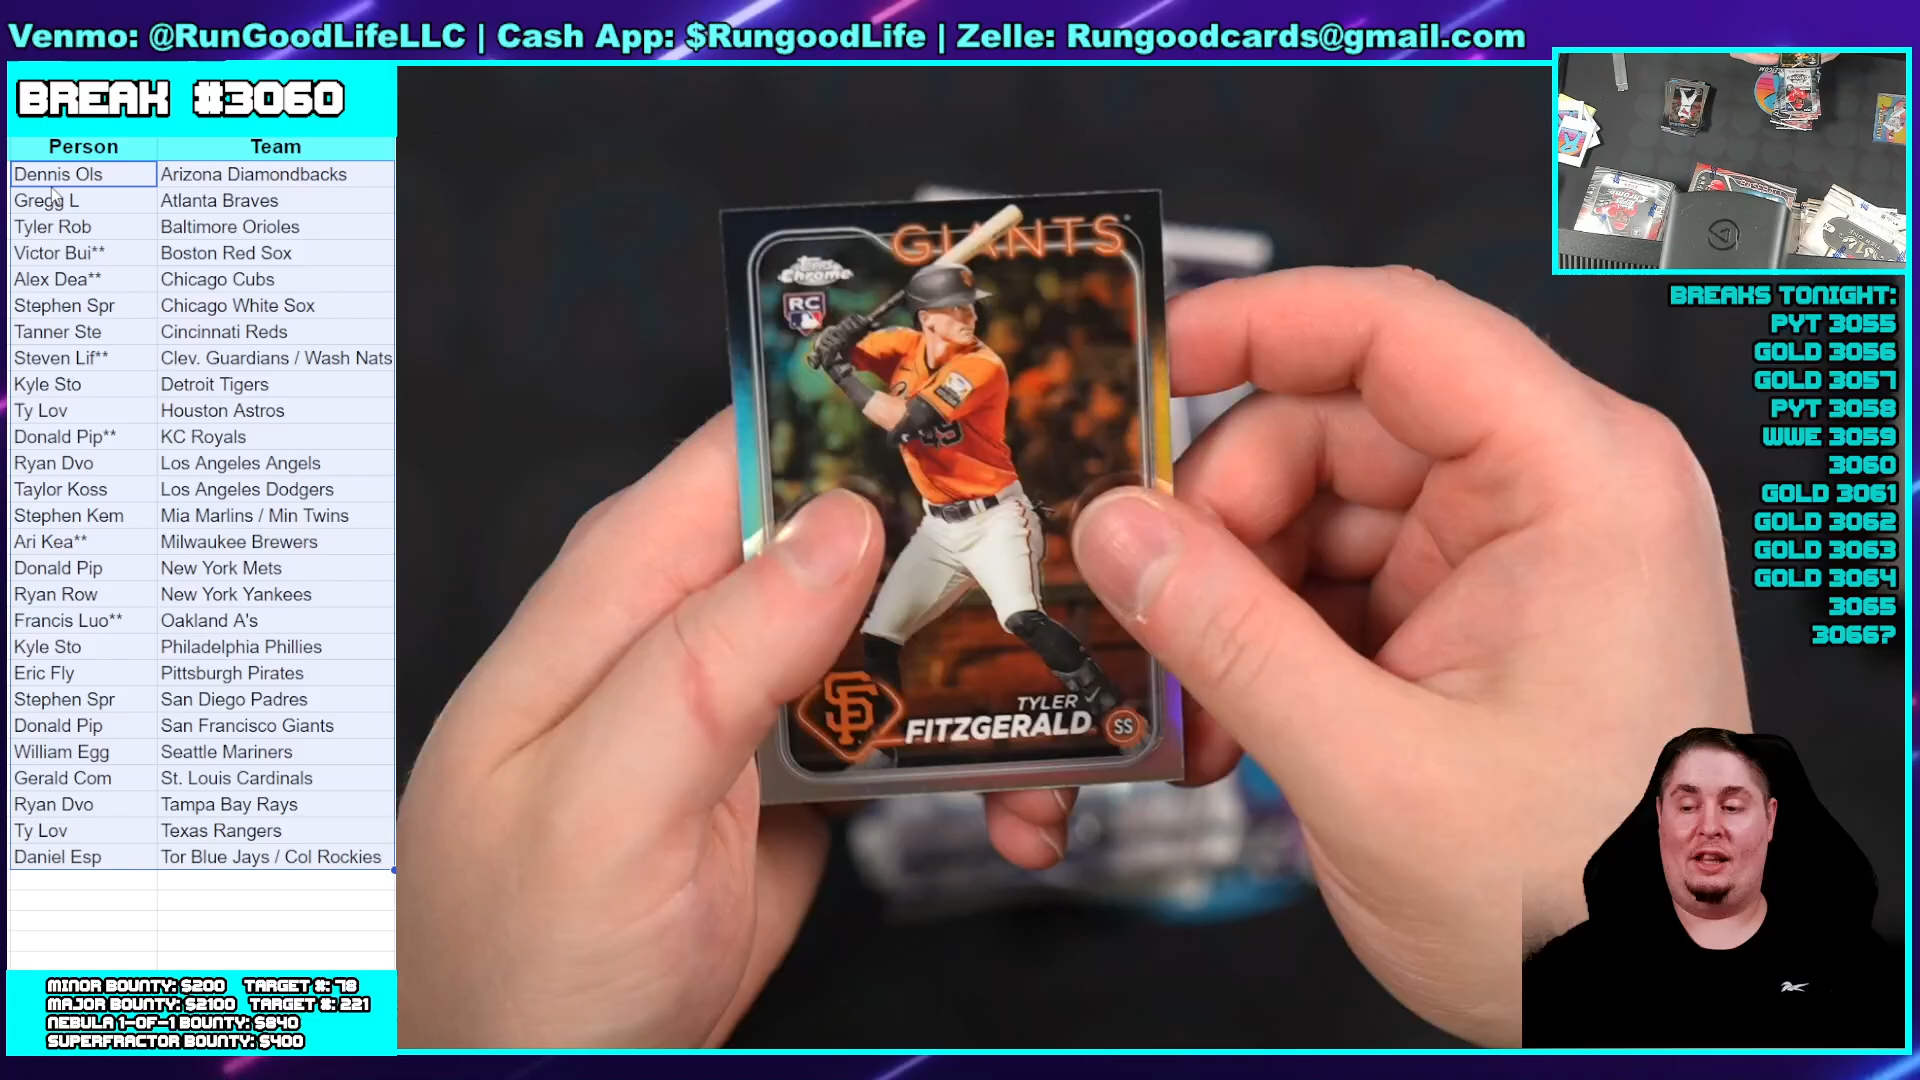 Venmo: @RunGoodLifeLLC | Cash App: $RungoodLife | Zelle: Rungoodcards@gmail.com
BREAK #3060
Person Team
Dennis Ols Arizona Diamondbacks
Gregg L Atlanta Braves
Tyler Rob Baltimore Orioles
Victor Bui** Boston Red Sox
Alex Dea** Chicago Cubs
Stephen Spr Chicago White Sox
Tanner Ste Cincinnati Reds
Steven Lif** Clev. Guardians / Wash Nats
Kyle Sto Detroit Tigers
Ty Lov Houston Astros
Donald Pip** KC Royals
Ryan Dvo Los Angeles Angels
Taylor Koss Los Angeles Dodgers
Stephen Kem Mia Marlins / Min Twins
Ari Kea** Milwaukee Brewers
Donald Pip New York Mets
Ryan Row New York Yankees
Francis Luo** Oakland A's
Kyle Sto Philadelphia Phillies
Eric Fly Pittsburgh Pirates
Stephen Spr San Diego Padres
Donald Pip San Francisco Giants
William Egg Seattle Mariners
Gerald Com St. Louis Cardinals
Ryan Dvo Tampa Bay Rays
Ty Lov Texas Rangers
Daniel Esp Tor Blue Jays / Col Rockies
MINOR BOUNTY: $200 TARGET #: 78
MAJOR BOUNTY: $2100 TARGET #: 221
NEBULA 1-OF-1 BOUNTY: $840
SUPERFRACTOR BOUNTY: $400
GIANTS
Topps
Chrome
RC
49
SF
TYLER
FITZGERALD
SS
BREAKS TONIGHT:
PYT 3055
GOLD 3056
GOLD 3057
PYT 3058
WWE 3059
3060
GOLD 3061
GOLD 3062
GOLD 3063
GOLD 3064
3065
3066?